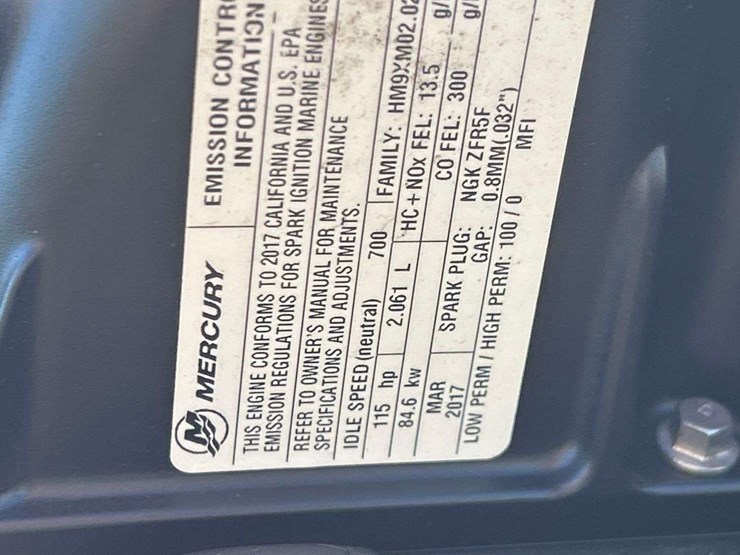 MERCURY
EMISSION CONTR
INFORMATION
THIS ENGINE CONFORMS TO 2017 CALIFORNIA AND U.S. EPA
EMISSION REGULATIONS FOR SPARK IGNITION MARINE ENGINES
REFER TO OWNER'S MANUAL FOR MAINTENANCE
SPECIFICATIONS AND ADJUSTMENTS.
IDLE SPEED (neutral) 700 FAMILY: HM9XM02.02
115 hp 2.061 L HC+NOx FEL: 13.5 g/
84.6 kw CO FEL: 300 g/
MAR SPARK PLUG: NGK ZFR5F
2017 GAP: 0.8MM(.032")
LOW PERM / HIGH PERM: 100 / 0 MFI